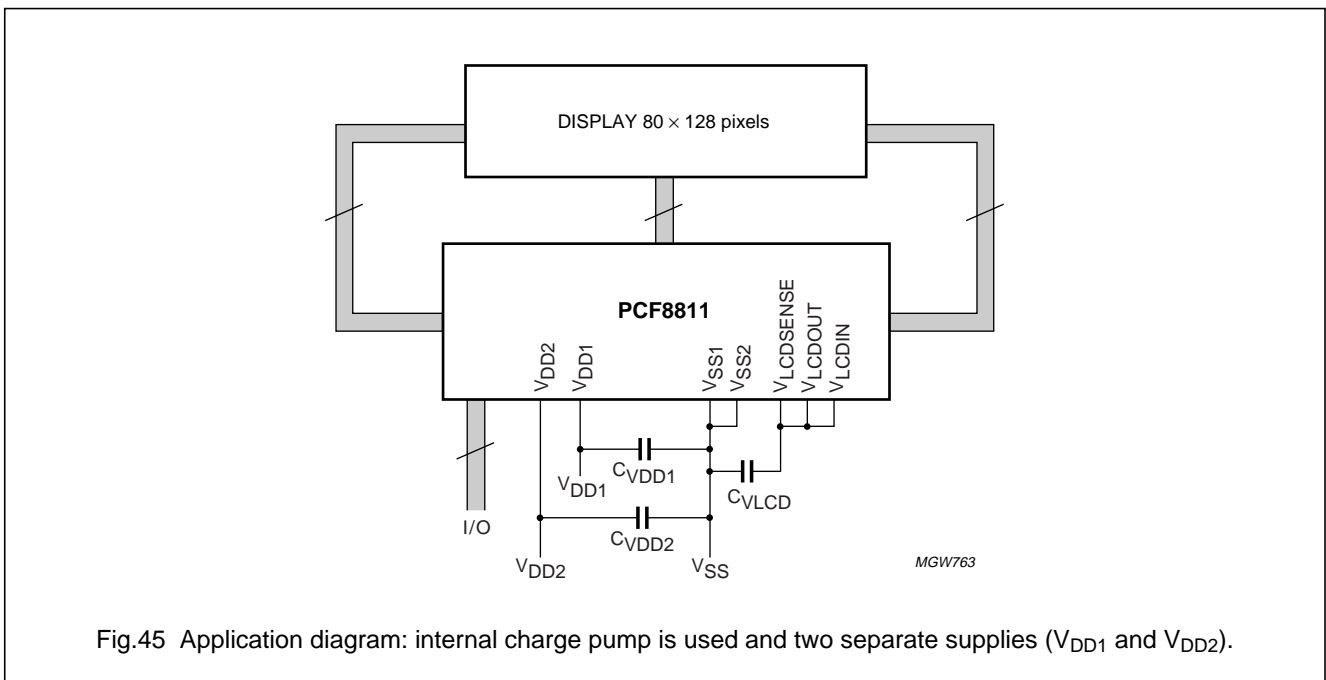 DISPLAY 80 × 128 pixels
PCF8811
VDD2
VDD1
VSS1
VSS2
VLCDSENSE
VLCDOUT
VLCDIN
I/O
VDD1
CVDD1
CVLCD
VDD2
CVDD2
VSS
MGW763
Fig.45 Application diagram: internal charge pump is used and two separate supplies (VDD1 and VDD2).